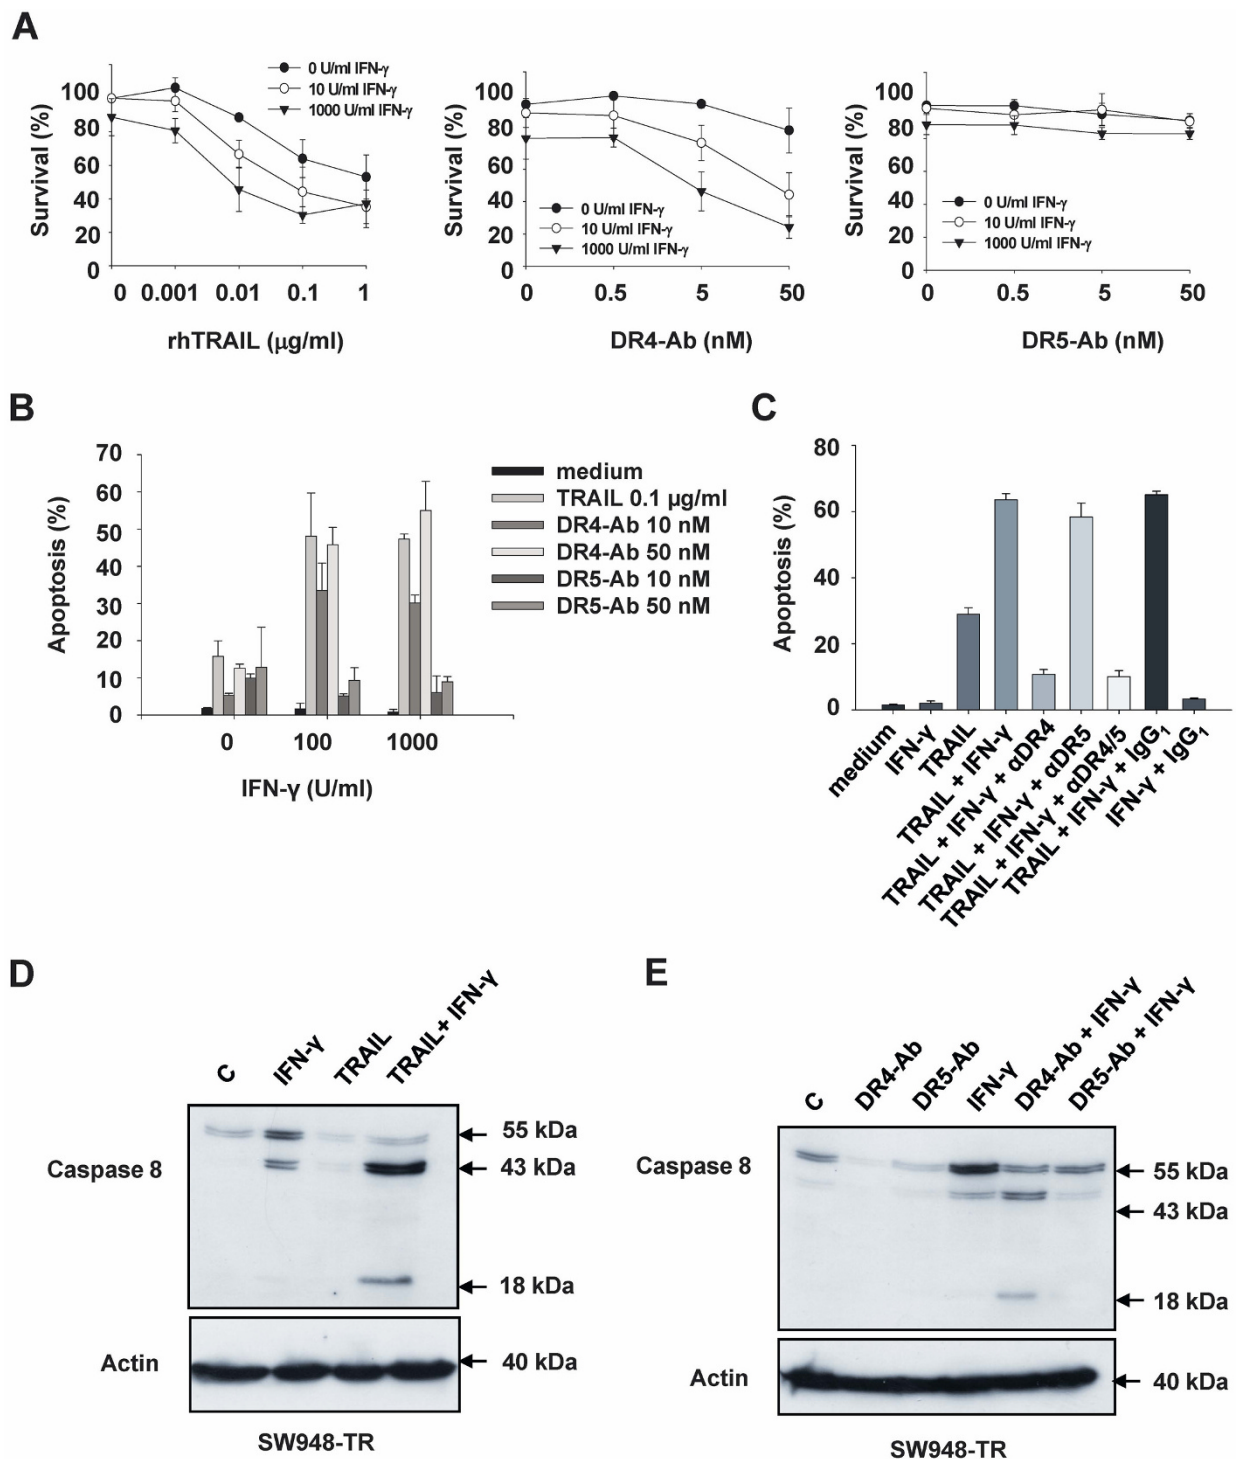 A
0 U/ml IFN-γ
10 U/ml IFN-γ
1000 U/ml IFN-γ
Survival (%)
100
80
60
40
20
0
0 0.001 0.01 0.1 1
rhTRAIL (μg/ml)
Survival (%)
100
80
60
40
20
0
0 U/ml IFN-γ
10 U/ml IFN-γ
1000 U/ml IFN-γ
0 0.5 5 50
DR4-Ab (nM)
Survival (%)
100
80
60
40
20
0
0 U/ml IFN-γ
10 U/ml IFN-γ
1000 U/ml IFN-γ
0 0.5 5 50
DR5-Ab (nM)
B
Apoptosis (%)
70
60
50
40
30
20
10
0
0 100 1000
IFN-γ (U/ml)
medium
TRAIL 0.1 μg/ml
DR4-Ab 10 nM
DR4-Ab 50 nM
DR5-Ab 10 nM
DR5-Ab 50 nM
C
Apoptosis (%)
80
60
40
20
0
medium
IFN-γ
TRAIL
TRAIL + IFN-γ
TRAIL + IFN-γ + αDR4
TRAIL + IFN-γ + αDR5
TRAIL + IFN-γ + αDR4/5
TRAIL + IFN-γ + IgG1
IFN-γ + IgG1
D
C
IFN-γ
TRAIL
TRAIL+ IFN-γ
Caspase 8
55 kDa
43 kDa
18 kDa
Actin
40 kDa
SW948-TR
E
C
DR4-Ab
DR5-Ab
IFN-γ
DR4-Ab + IFN-γ
DR5-Ab + IFN-γ
Caspase 8
55 kDa
43 kDa
18 kDa
Actin
40 kDa
SW948-TR